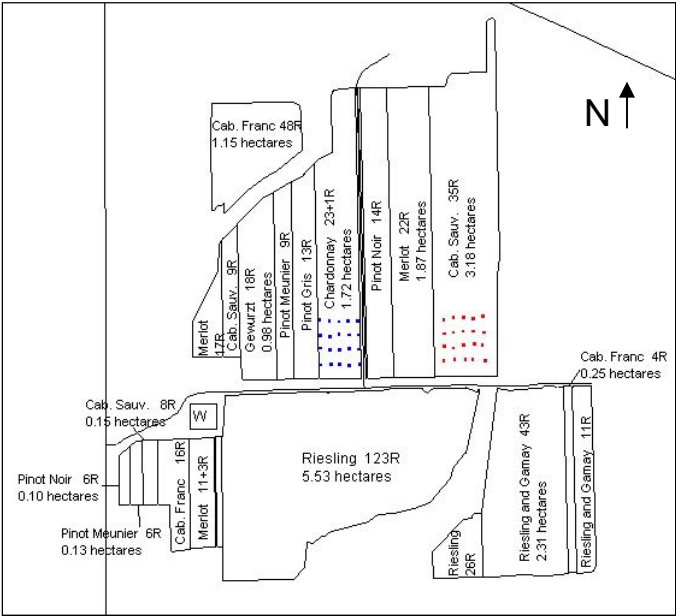 N
Cab. Franc 48R
1.15 hectares
Merlot
17R
Cab. Sauv. 9R
Gewurzt 18R
0.98 hectares
Pinot Meunier 9R
Pinot Gris 13R
Chardonnay 23+1R
1.72 hectares
Pinot Noir 14R
Merlot 22R
1.87 hectares
Cab. Sauv. 35R
3.18 hectares
Cab. Franc 4R
0.25 hectares
Cab. Sauv. 8R
0.15 hectares
W
Pinot Noir 6R
0.10 hectares
Pinot Meunier 6R
0.13 hectares
Cab. Franc 16R
Merlot 11+3R
Riesling 123R
5.53 hectares
Riesling
26R
Riesling and Gamay 43R
2.31 hectares
Riesling and Gamay 11R